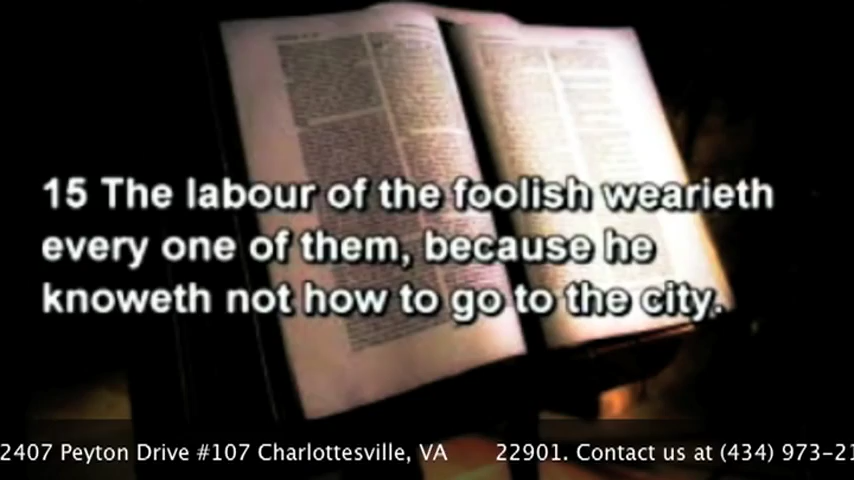 15 The labour of the foolish wearieth
every one of them, because he
knoweth not how to go to the city.
2407 Peyton Drive #107 Charlottesville, VA 22901. Contact us at (434) 973-21